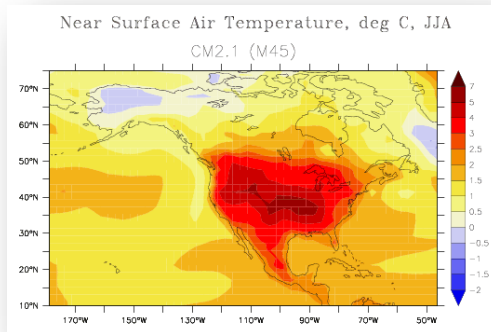 Near Surface Air Temperature, deg C, JJA
CM2.1 (M45)
70°N
60°N
50°N
40°N
30°N
20°N
10°N
170°W 150°W 130°W 110°W 90°W 70°W 50°W
7
5
4
3
2.5
2
1.5
1
0.5
0
−0.5
−1
−1.5
−2